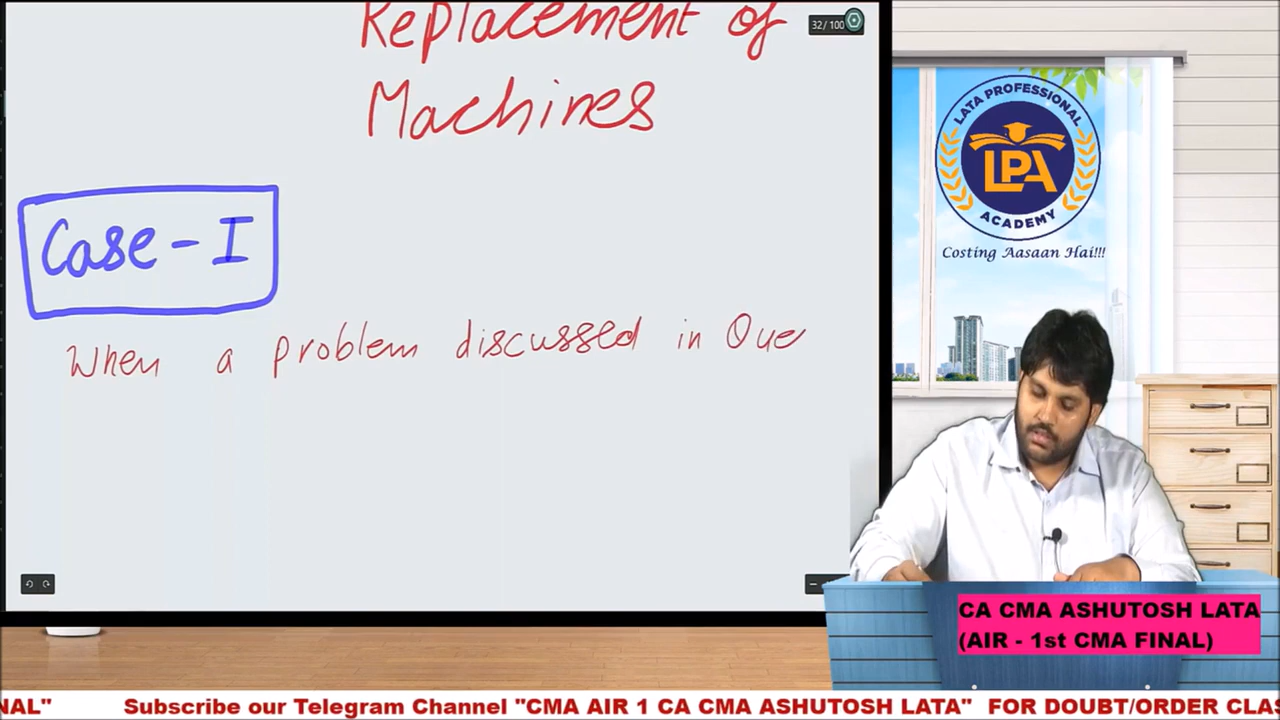 Replacement of
Machines
32/100
Case-I
When a problem discussed in Que
LATA PROFESSIONAL
LPA
ACADEMY
Costing Aasaan Hai!!!
CA CMA ASHUTOSH LATA
(AIR - 1st CMA FINAL)
NAL" Subscribe our Telegram Channel "CMA AIR 1 CA CMA ASHUTOSH LATA" FOR DOUBT/ORDER CLAS